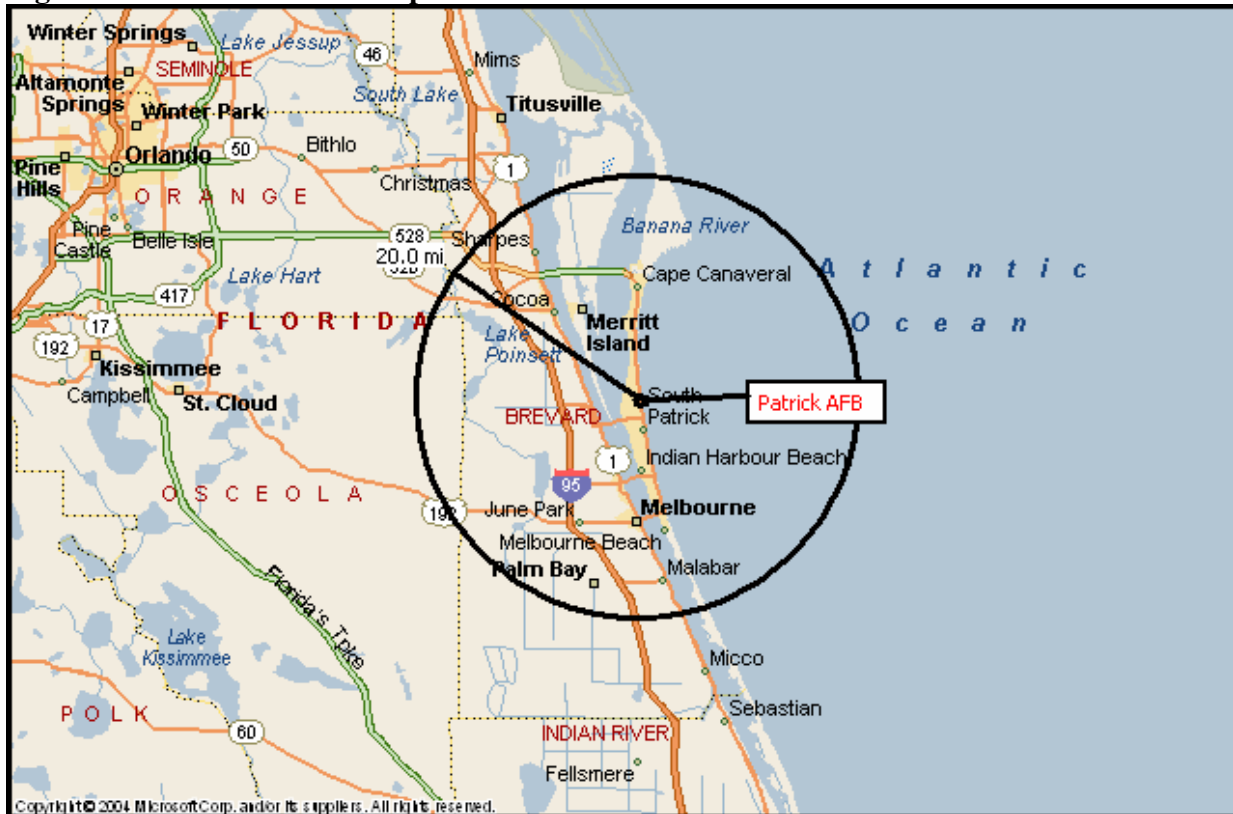 Winter Springs
Lake Jessup
46
Mims
SEMINOLE
Altamonte
Springs
South Lake
Titusville
Winter Park
Orlando
50
Bithlo
1
Pine
Hills
Christmas
ORANGE
Banana River
Pine
Castle
Belle Isle
528
Sharpes
20.0 mi
Cape Canaveral
Atlantic
Ocean
Lake Hart
417
Cocoa
FLORIDA
Merritt
Island
17
Lake
Poinsett
192
Kissimmee
Campbell
St. Cloud
South
Patrick
Patrick AFB
BREVARD
1
Indian Harbour Beach
95
OSCEOLA
192
June Park
Melbourne
Melbourne Beach
Palm Bay
Malabar
Florida's Tpke
Lake
Kissimmee
Micco
POLK
Sebastian
60
INDIAN RIVER
Fellsmere
Copyright © 2004 Microsoft Corp. and/or its suppliers. All rights reserved.